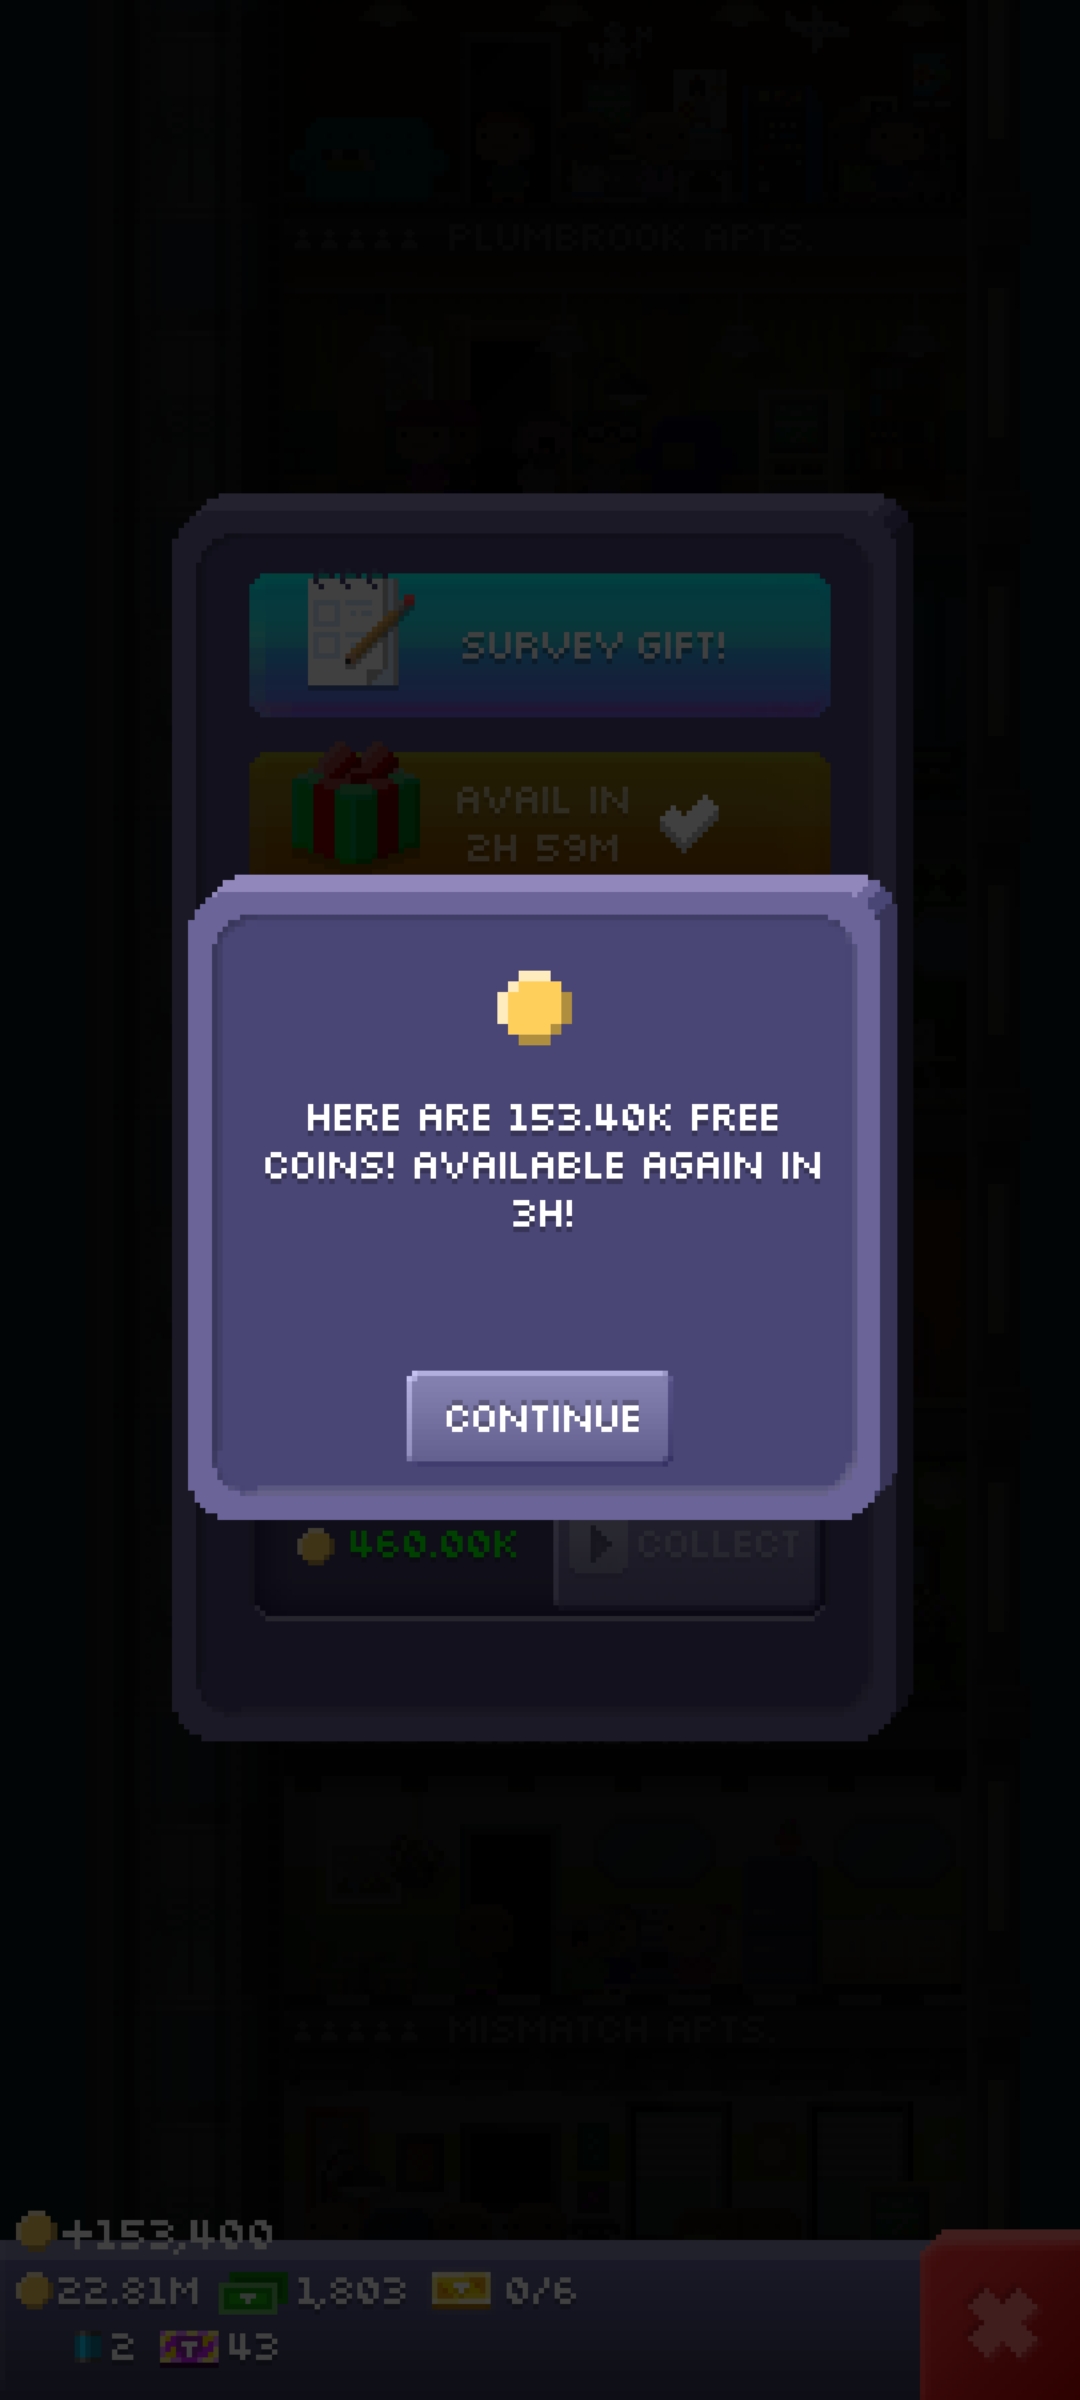 PLUMBROOK APTS.
SURVEY GIFT!
AVAIL IN
2H 59M
HERE ARE 153.40K FREE
COINS! AVAILABLE AGAIN IN
3H!
CONTINUE
460.00K
COLLECT
MISMATCH APTS.
+153,400
22.81M 1,803 0/6
2 43